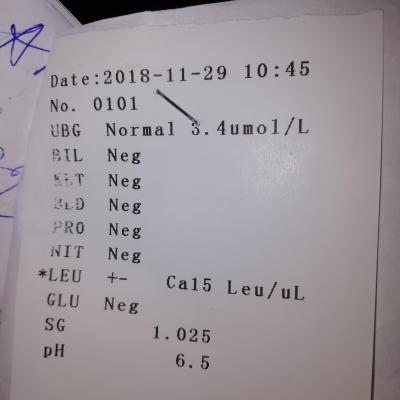 Date:2018-11-29 10:45
No. 0101
UBG Normal 3.4umol/L
BIL Neg
KET Neg
BLD Neg
PRO Neg
NIT Neg
*LEU +- Ca15 Leu/uL
GLU Neg
SG 1.025
pH 6.5